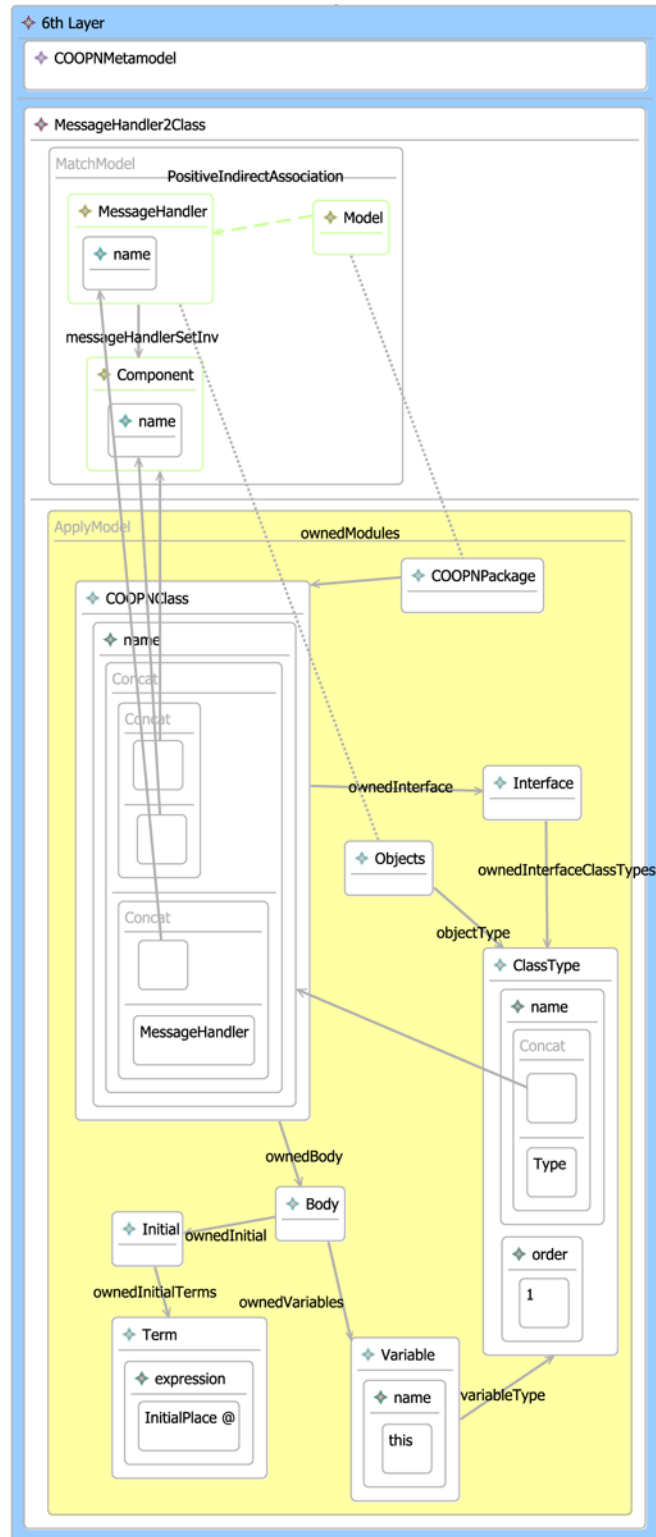 6th Layer
COOPNMetamodel
MessageHandler2Class
MatchModel
PositiveIndirectAssociation
MessageHandler
Model
name
messageHandlerSetInv
Component
name
ApplyModel
ownedModules
COOPNPackage
COOPNClass
name
Concat
Concat
ownedInterface
Interface
Objects
ownedInterfaceClassTypes
Concat
objectType
ClassType
name
MessageHandler
Concat
Type
ownedBody
Body
Initial
ownedInitial
order
1
ownedInitialTerms
ownedVariables
Term
Variable
expression
name
variableType
InitialPlace @
this